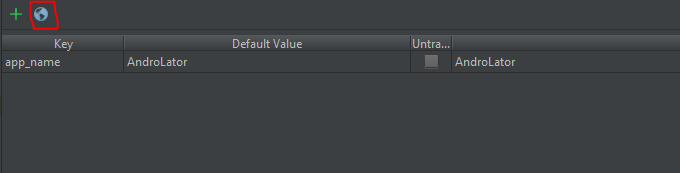 Key Default Value Untra...
app_name AndroLator AndroLator